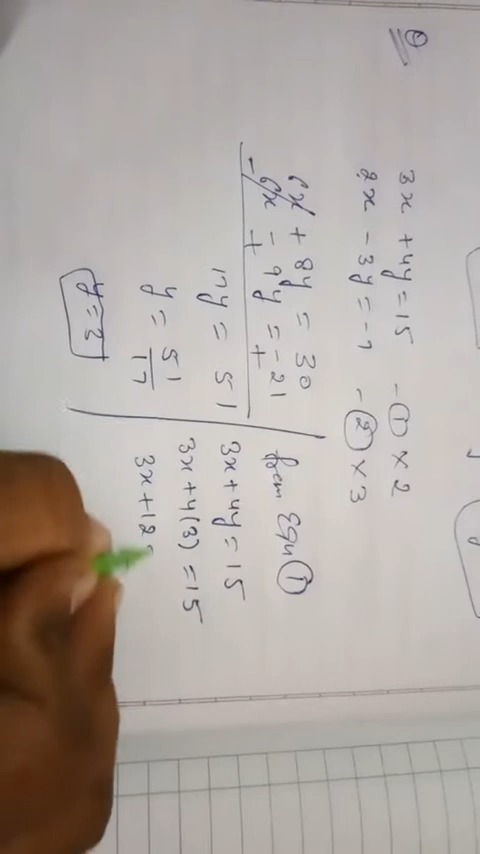 Q
3x + 4y = 15 - ① × 2
2x - 3y = -7 - ② × 3
6x + 8y = 30
6x - 9y = -21
- + +
17y = 51
y = 51/17
y = 3
from Equ ①
3x + 4y = 15
3x + 4(3) = 15
3x + 12 =